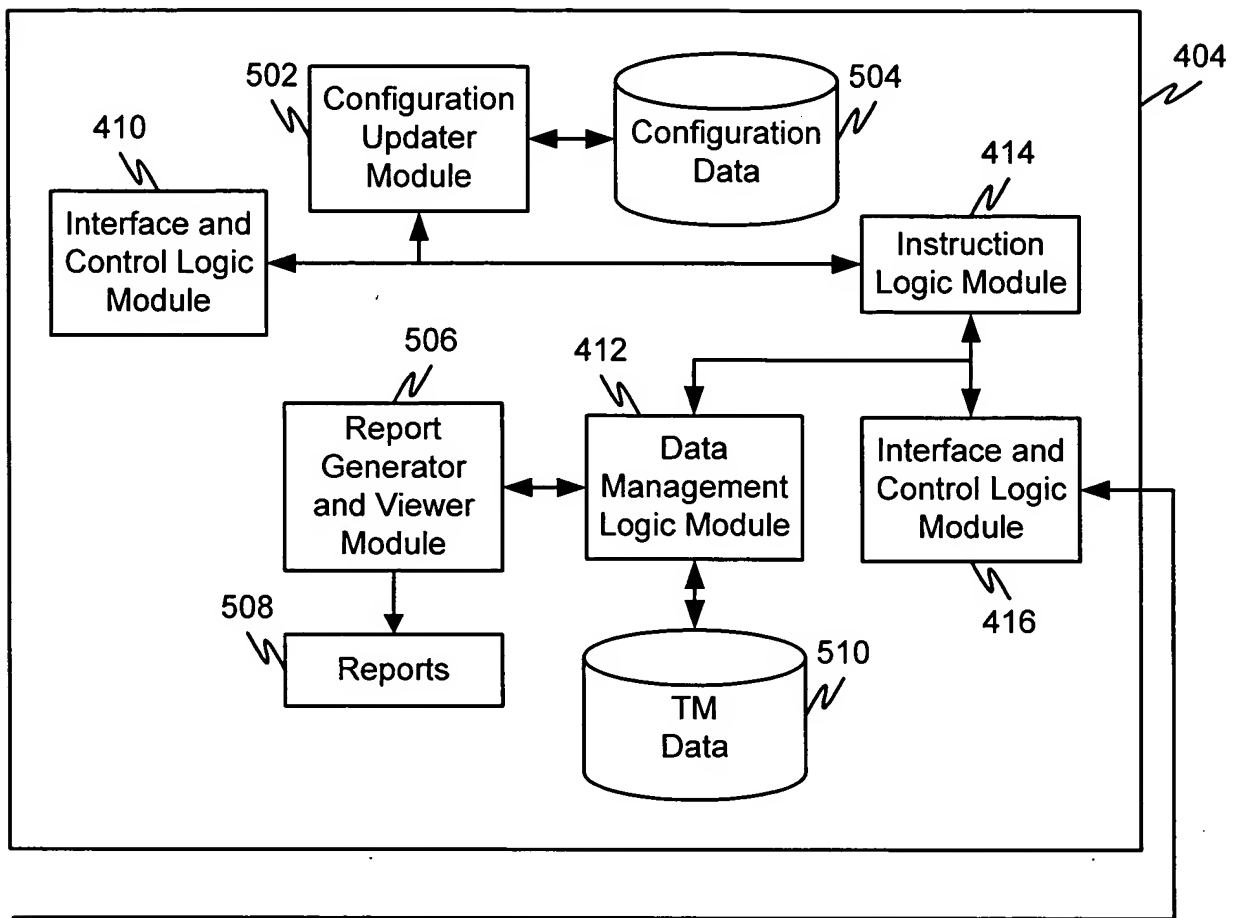 404
502
Configuration
Updater
Module
504
Configuration
Data
410
Interface and
Control Logic
Module
414
Instruction
Logic Module
506
Report
Generator
and Viewer
Module
412
Data
Management
Logic Module
Interface and
Control Logic
Module
416
508
Reports
510
TM
Data